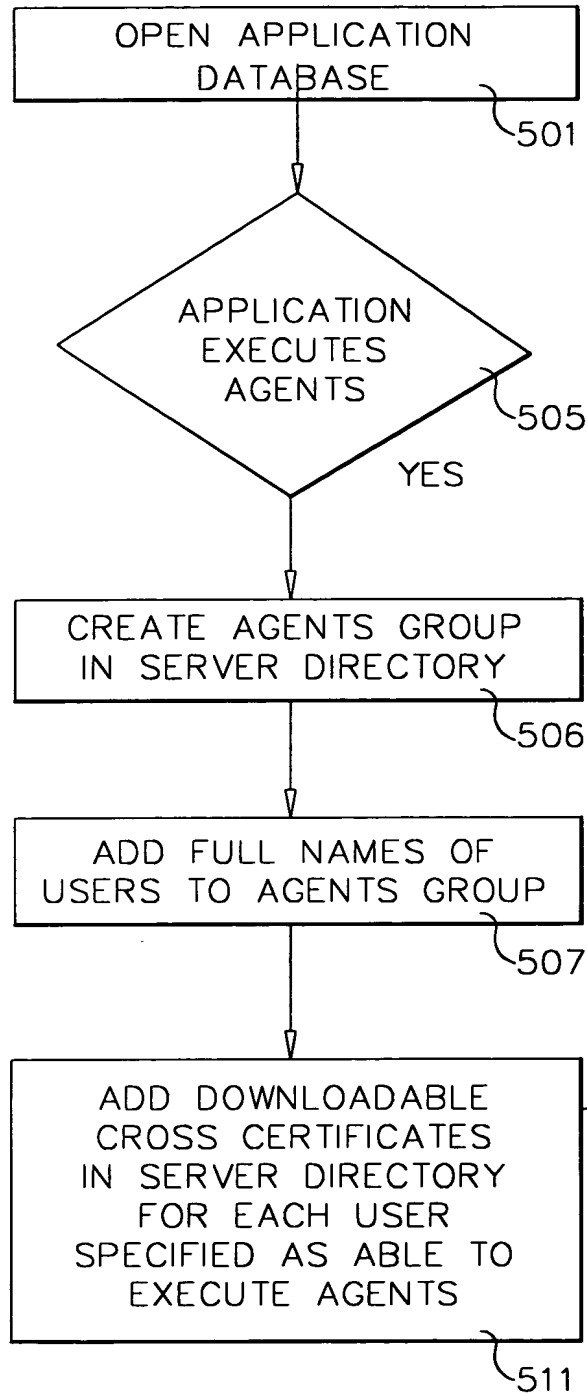 OPEN APPLICATION
DATABASE
501
APPLICATION
EXECUTES
AGENTS
505
YES
CREATE AGENTS GROUP
IN SERVER DIRECTORY
506
ADD FULL NAMES OF
USERS TO AGENTS GROUP
507
ADD DOWNLOADABLE
CROSS CERTIFICATES
IN SERVER DIRECTORY
FOR EACH USER
SPECIFIED AS ABLE TO
EXECUTE AGENTS
511